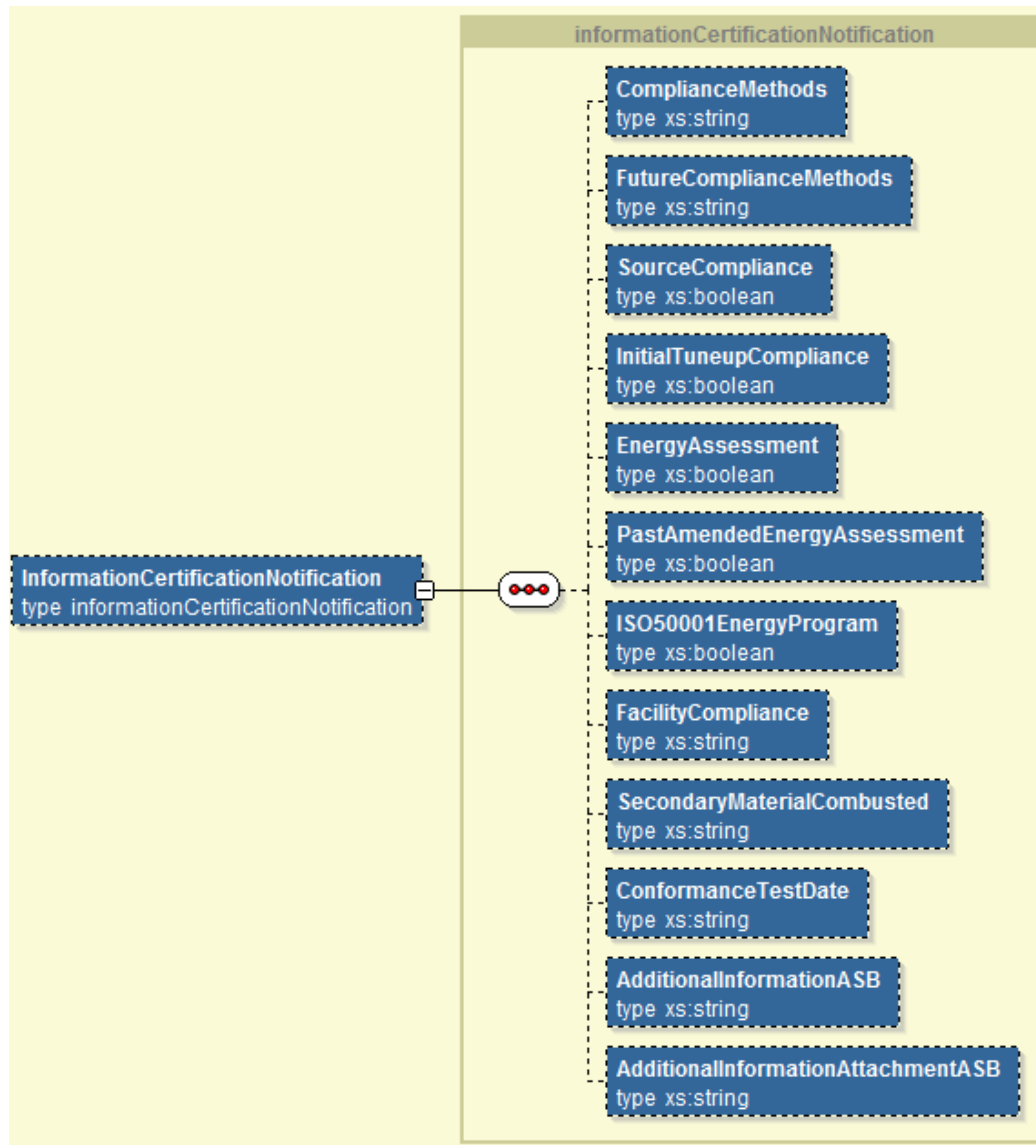 informationCertificationNotification
ComplianceMethods
type xs:string
FutureComplianceMethods
type xs:string
SourceCompliance
type xs:boolean
InitialTuneupCompliance
type xs:boolean
EnergyAssessment
type xs:boolean
PastAmendedEnergyAssessment
type xs:boolean
InformationCertificationNotification
type informationCertificationNotification
ISO50001EnergyProgram
type xs:boolean
FacilityCompliance
type xs:string
SecondaryMaterialCombusted
type xs:string
ConformanceTestDate
type xs:string
AdditionalInformationASB
type xs:string
AdditionalInformationAttachmentASB
type xs:string